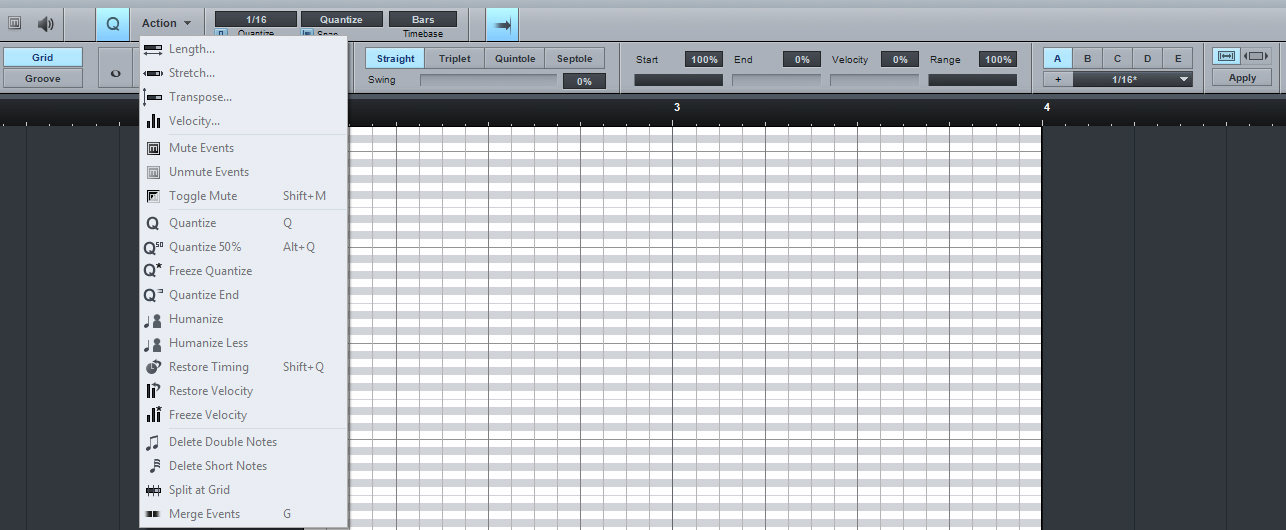 Q Action 1/16 Quantize Bars
Quantize Snap Timebase
Grid Straight Triplet Quintole Septole Start 100% End 0% Velocity 0% Range 100% A B C D E
Groove Swing 0% + 1/16* Apply
3 4
Length...
Stretch...
Transpose...
Velocity...
Mute Events
Unmute Events
Toggle Mute Shift+M
Quantize Q
Quantize 50% Alt+Q
Freeze Quantize
Quantize End
Humanize
Humanize Less
Restore Timing Shift+Q
Restore Velocity
Freeze Velocity
Delete Double Notes
Delete Short Notes
Split at Grid
Merge Events G